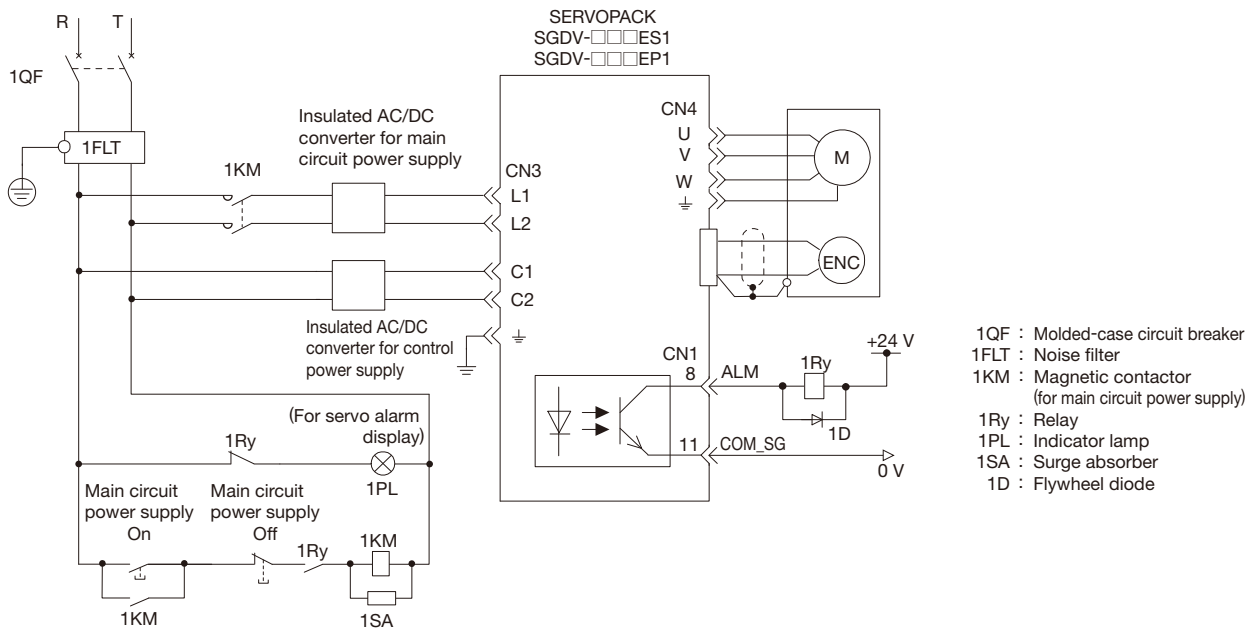 R
T
1QF
1FLT
SERVOPACK
SGDV-□□□ES1
SGDV-□□□EP1
Insulated AC/DC
converter for main
circuit power supply
1KM
CN3
L1
L2
C1
C2
Insulated AC/DC
converter for control
power supply
CN4
U
V
W
M
ENC
CN1
8
ALM
1Ry
+24 V
1D
11
COM_SG
0 V
(For servo alarm
display)
1Ry
1PL
Main circuit
power supply
On
Main circuit
power supply
Off
1Ry
1KM
1KM
1SA
1QF : Molded-case circuit breaker
1FLT : Noise filter
1KM : Magnetic contactor
(for main circuit power supply)
1Ry : Relay
1PL : Indicator lamp
1SA : Surge absorber
1D : Flywheel diode